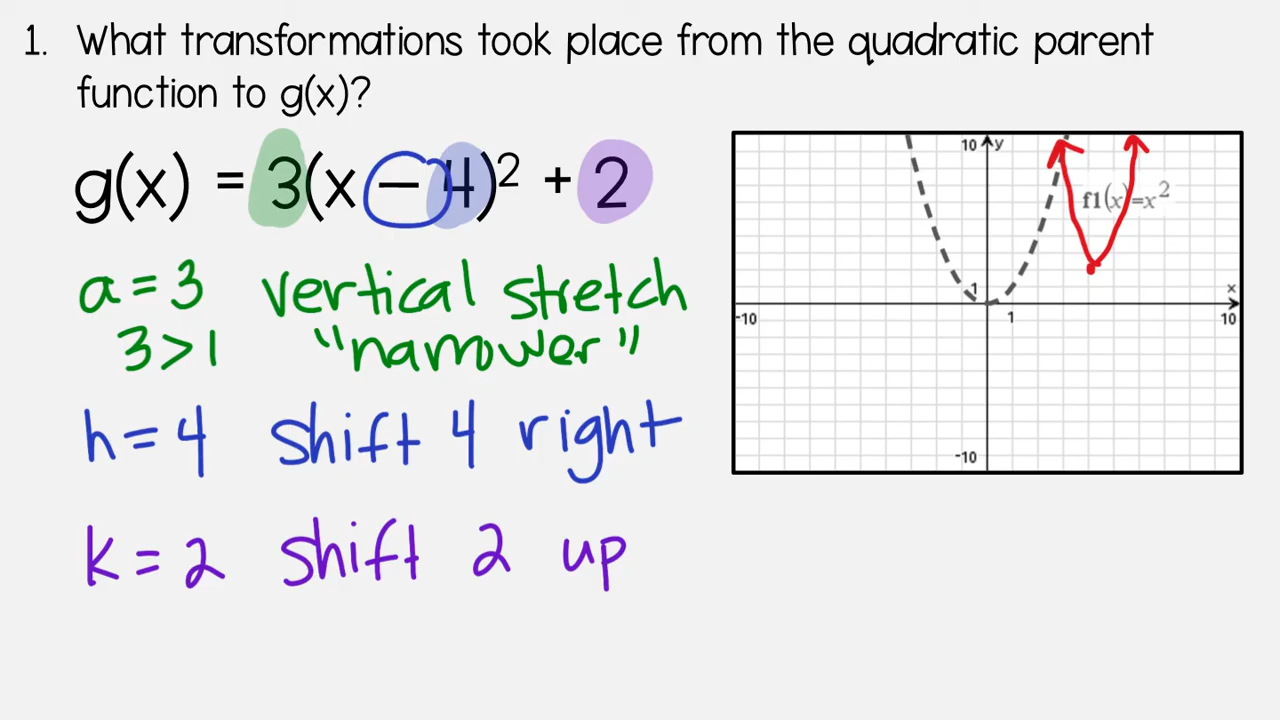 1. What transformations took place from the quadratic parent
function to g(x)?
g(x) = 3(x - 4)² + 2
a = 3 vertical stretch
3 > 1 "narrower"
h = 4 shift 4 right
k = 2 shift 2 up
10 y
f1(x)=x²
1
x
-10
1
10
-10